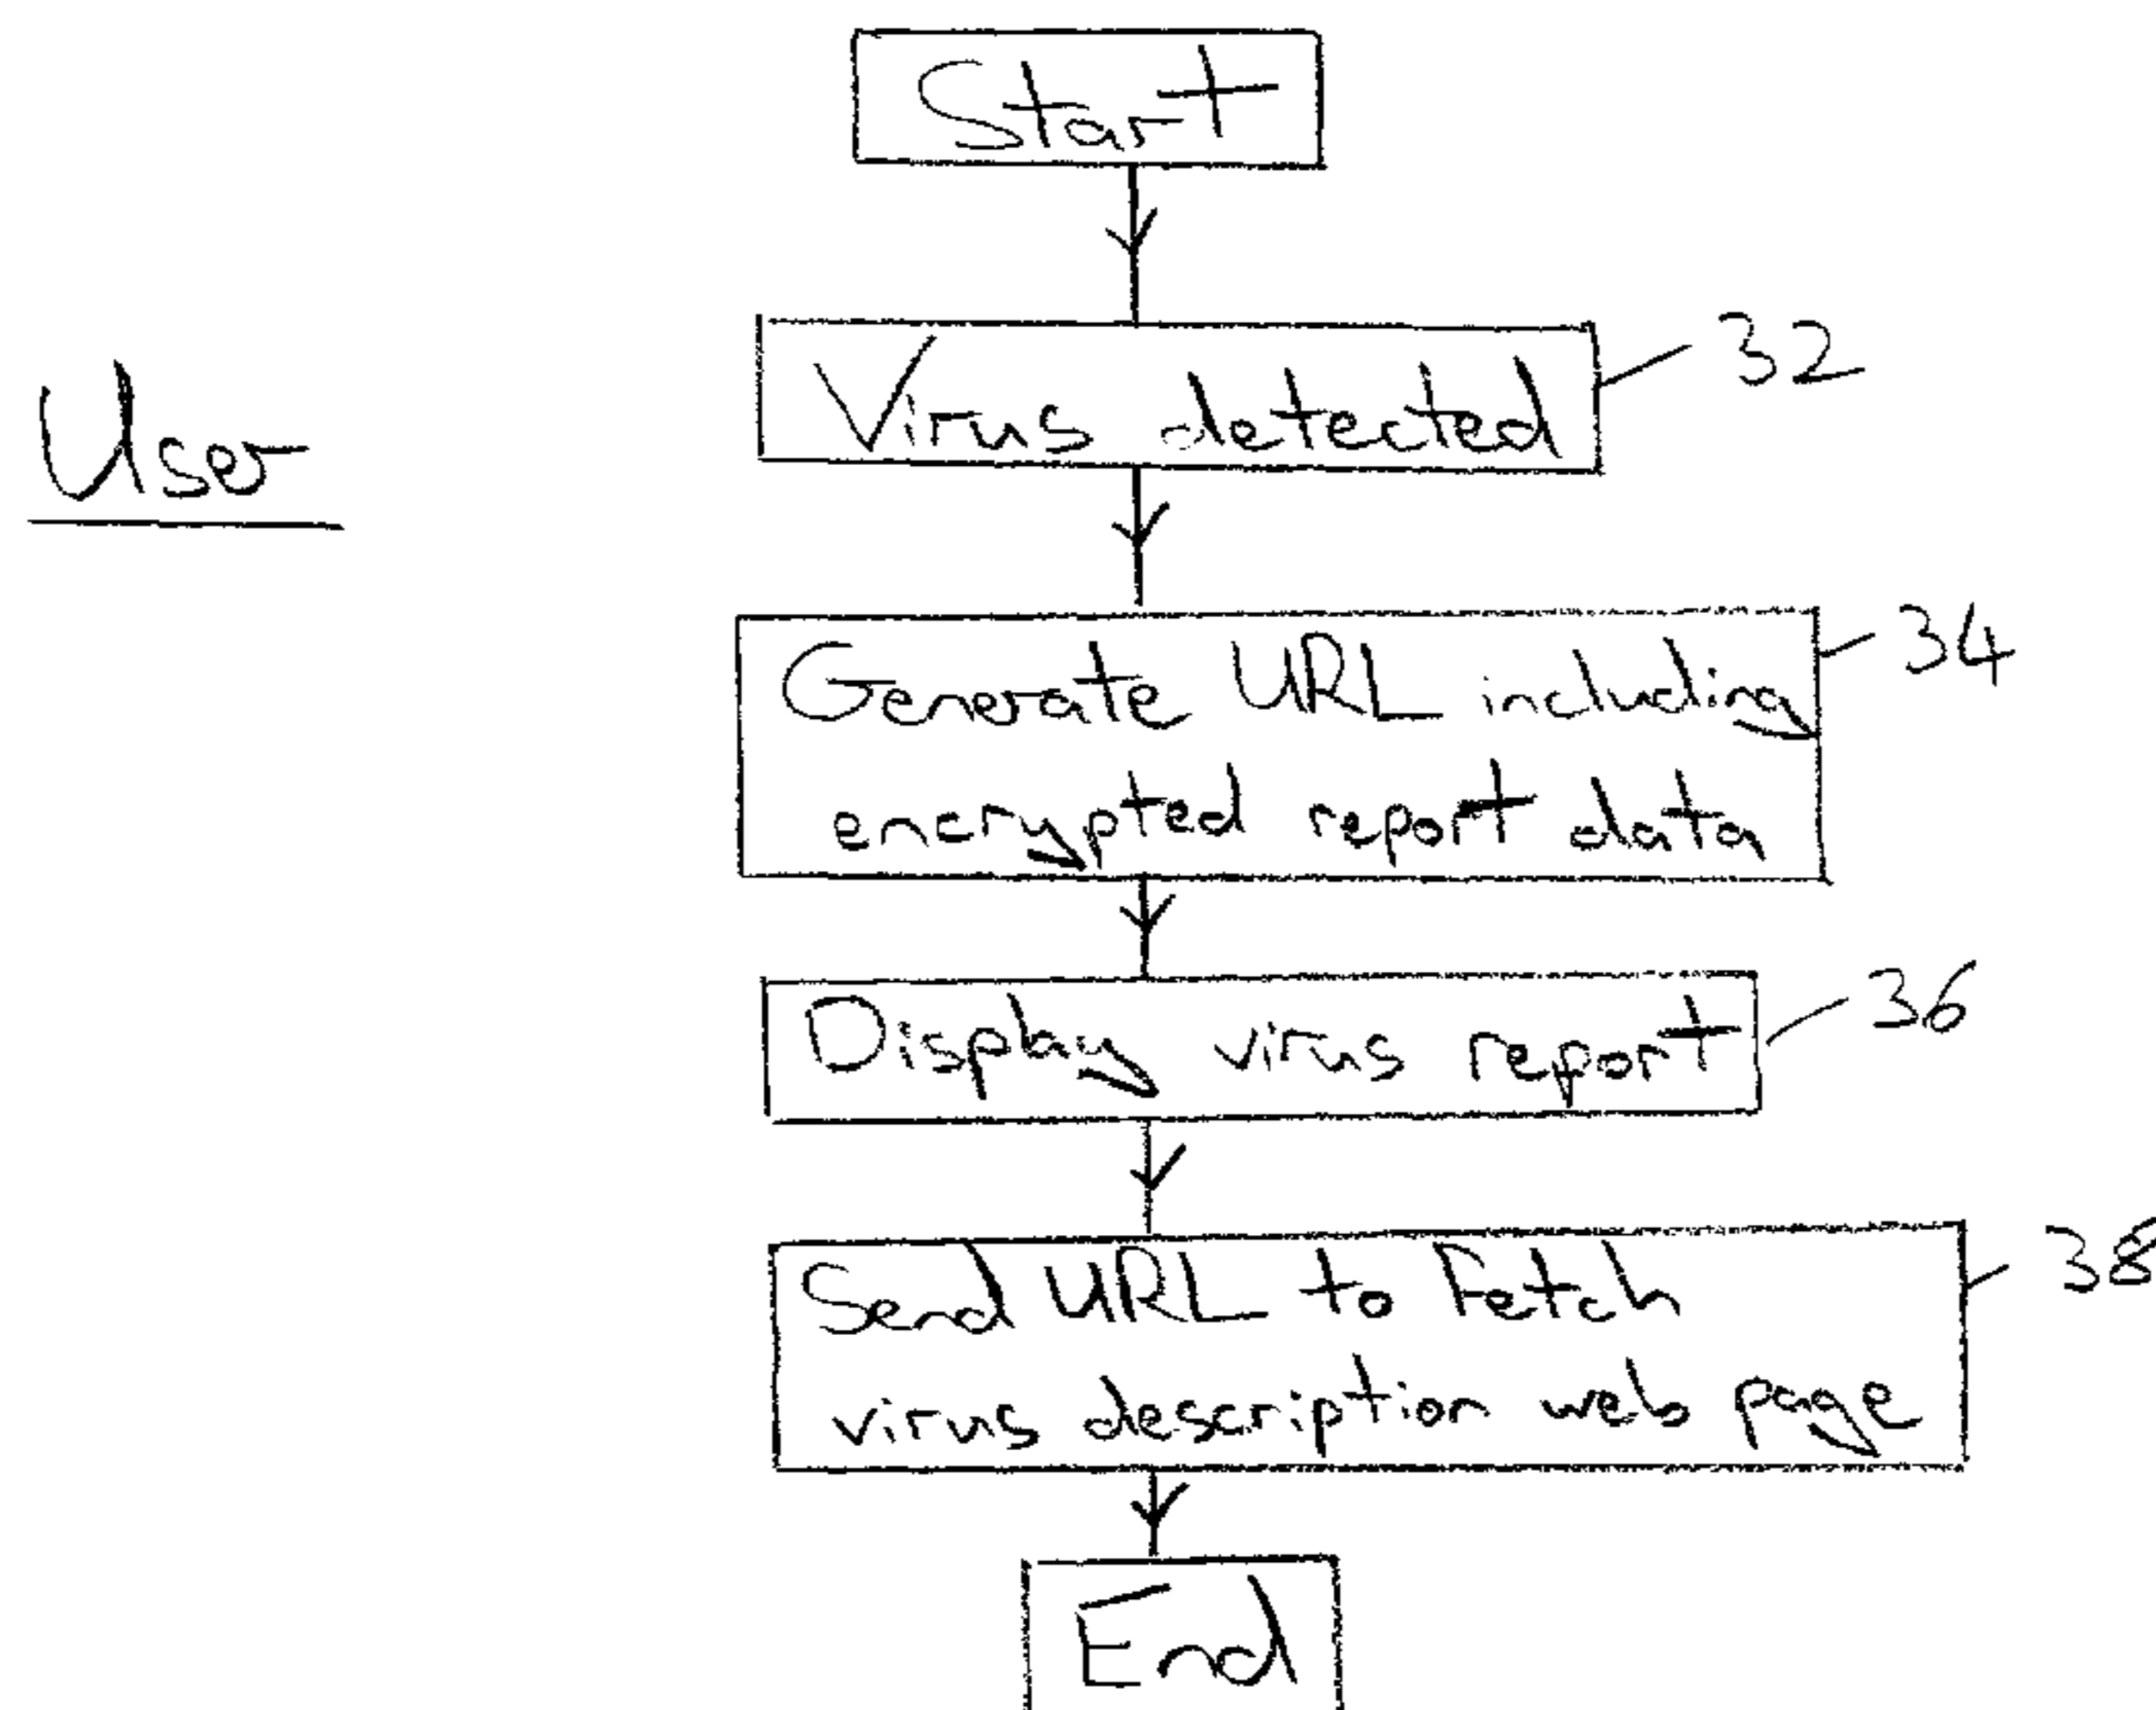 Start
Virus detected
32
User
Generate URL including
34
encrypted report data
Display virus report
36
Send URL to fetch
38
virus description web page
End